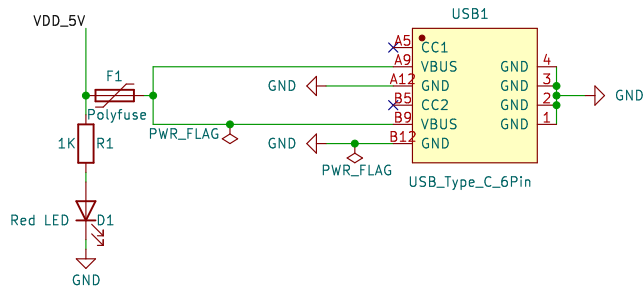 USB1
VDD_5V
A5 CC1
A9 VBUS GND 4
F1
GND A12 GND GND 3
GND
B5 CC2 GND 2
Polyfuse
B9 VBUS GND 1
PWR_FLAG
1K R1 GND B12 GND
PWR_FLAG
USB_Type_C_6Pin
Red LED D1
GND